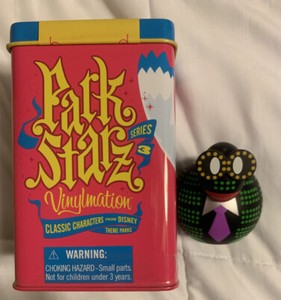 Park
Starz
SERIES
3
Vinylmation
CLASSIC CHARACTERS FROM DISNEY
THEME PARKS
⚠ WARNING:
CHOKING HAZARD-Small parts.
Not for children under 3 years.